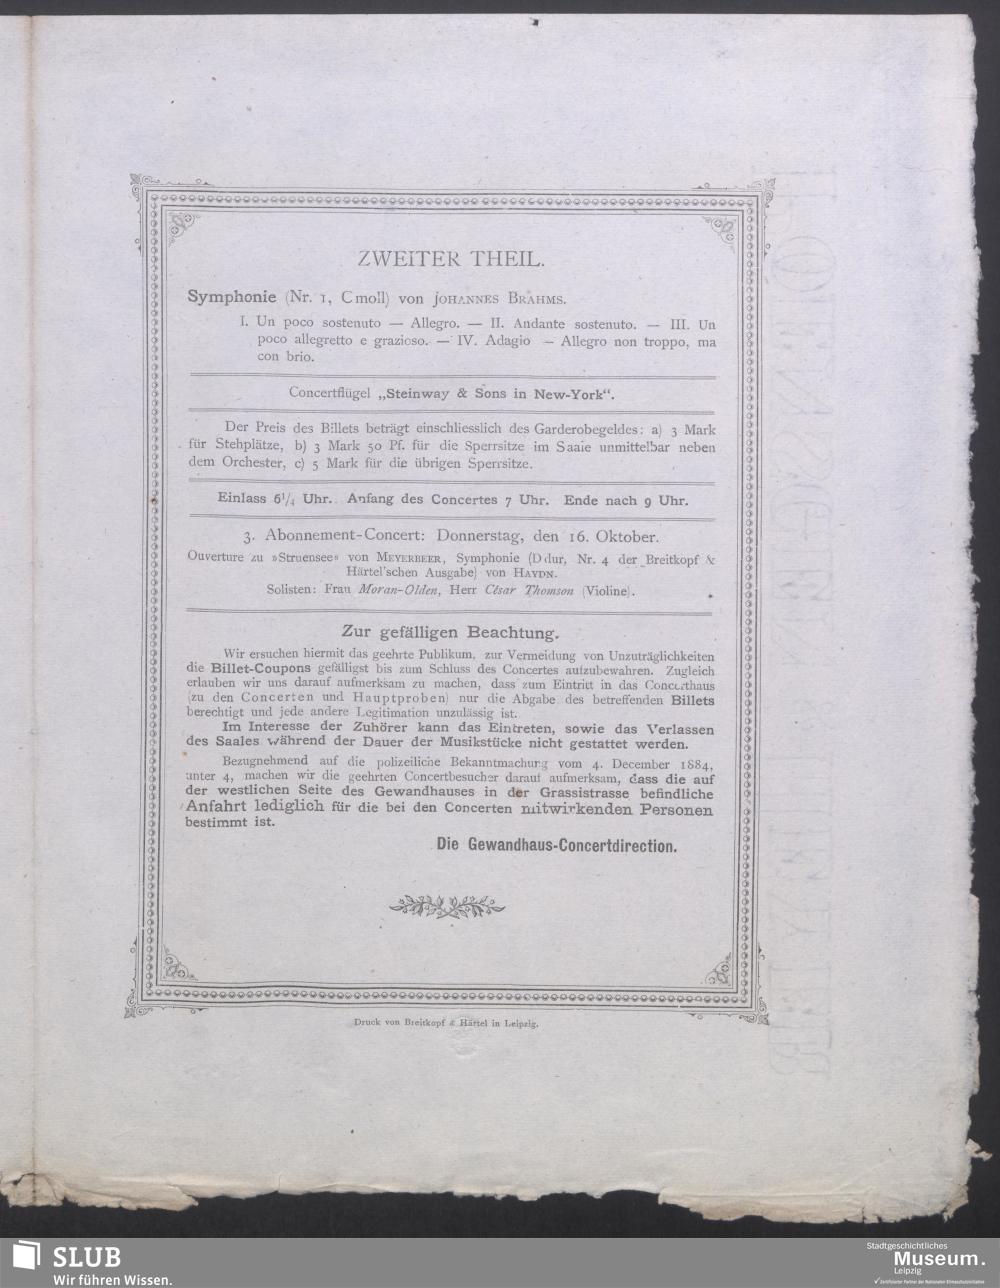 ZWEITER THEIL.
Symphonie (Nr. 1, Cmoll) von JOHANNES BRAHMS.
I. Un poco sostenuto — Allegro. — II. Andante sostenuto. — III. Un
poco allegretto e grazioso. — IV. Adagio — Allegro non troppo, ma
con brio.
Concertflügel „Steinway & Sons in New-York“.
Der Preis des Billets beträgt einschliesslich des Garderobegeldes: a) 3 Mark
für Stehplätze, b) 3 Mark 50 Pf. für die Sperrsitze im Saale unmittelbar neben
dem Orchester, c) 5 Mark für die übrigen Sperrsitze.
Einlass 6¼ Uhr. Anfang des Concertes 7 Uhr. Ende nach 9 Uhr.
3. Abonnement-Concert: Donnerstag, den 16. Oktober.
Ouverture zu »Struensee« von MEYERBEER, Symphonie (Ddur, Nr. 4 der Breitkopf &
Härtel'schen Ausgabe) von HAYDN.
Solisten: Frau Moran-Olden, Herr César Thomson (Violine).
Zur gefälligen Beachtung.
Wir ersuchen hiermit das geehrte Publikum, zur Vermeidung von Unzuträglichkeiten
die Billet-Coupons gefälligst bis zum Schluss des Concertes aufzubewahren. Zugleich
erlauben wir uns darauf aufmerksam zu machen, dass zum Eintritt in das Concerthaus
(zu den Concerten und Hauptproben) nur die Abgabe des betreffenden Billets
berechtigt und jede andere Legitimation unzulässig ist.
Im Interesse der Zuhörer kann das Eintreten, sowie das Verlassen
des Saales während der Dauer der Musikstücke nicht gestattet werden.
Bezugnehmend auf die polizeiliche Bekanntmachung vom 4. December 1884,
unter 4, machen wir die geehrten Concertbesucher darauf aufmerksam, dass die auf
der westlichen Seite des Gewandhauses in der Grassistrasse befindliche
Anfahrt lediglich für die bei den Concerten mitwirkenden Personen
bestimmt ist.
Die Gewandhaus-Concertdirection.
Druck von Breitkopf & Härtel in Leipzig.
SLUB
Wir führen Wissen.
Stadtgeschichtliches
Museum.
Leipzig
Zertifizierter Partner der Nationalen Klimaschutzinitiative